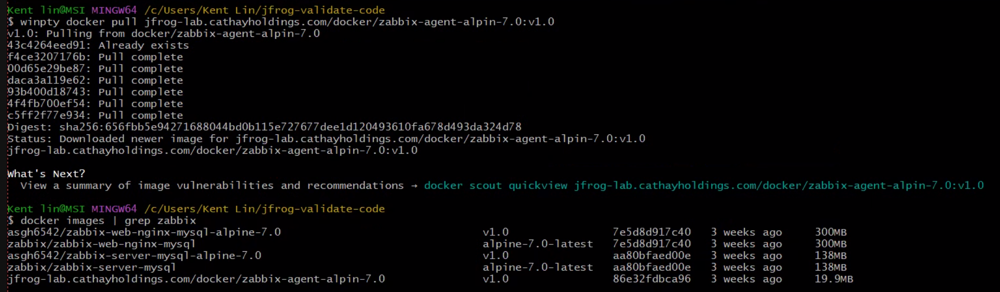 Kent lin@MSI MINGW64 /c/Users/Kent Lin/jfrog-validate-code
$ winpty docker pull jfrog-lab.cathayholdings.com/docker/zabbix-agent-alpin-7.0:v1.0
v1.0: Pulling from docker/zabbix-agent-alpin-7.0
43c4264eed91: Already exists
f4ce3207176b: Pull complete
00d65e29be87: Pull complete
daca3a119e62: Pull complete
93b400d18743: Pull complete
4f4fb700ef54: Pull complete
c5ff2f77e934: Pull complete
Digest: sha256:656fbb5e94271688044bd0b115e727677dee1d120493610fa678d493da324d78
Status: Downloaded newer image for jfrog-lab.cathayholdings.com/docker/zabbix-agent-alpin-7.0:v1.0
jfrog-lab.cathayholdings.com/docker/zabbix-agent-alpin-7.0:v1.0
What's Next?
View a summary of image vulnerabilities and recommendations → docker scout quickview jfrog-lab.cathayholdings.com/docker/zabbix-agent-alpin-7.0:v1.0
Kent lin@MSI MINGW64 /c/Users/Kent Lin/jfrog-validate-code
$ docker images | grep zabbix
asgh6542/zabbix-web-nginx-mysql-alpine-7.0 v1.0 7e5d8d917c40 3 weeks ago 300MB
zabbix/zabbix-web-nginx-mysql alpine-7.0-latest 7e5d8d917c40 3 weeks ago 300MB
asgh6542/zabbix-server-mysql-alpine-7.0 v1.0 aa80bfaed00e 3 weeks ago 138MB
zabbix/zabbix-server-mysql alpine-7.0-latest aa80bfaed00e 3 weeks ago 138MB
jfrog-lab.cathayholdings.com/docker/zabbix-agent-alpin-7.0 v1.0 86e32fdbca96 3 weeks ago 19.9MB